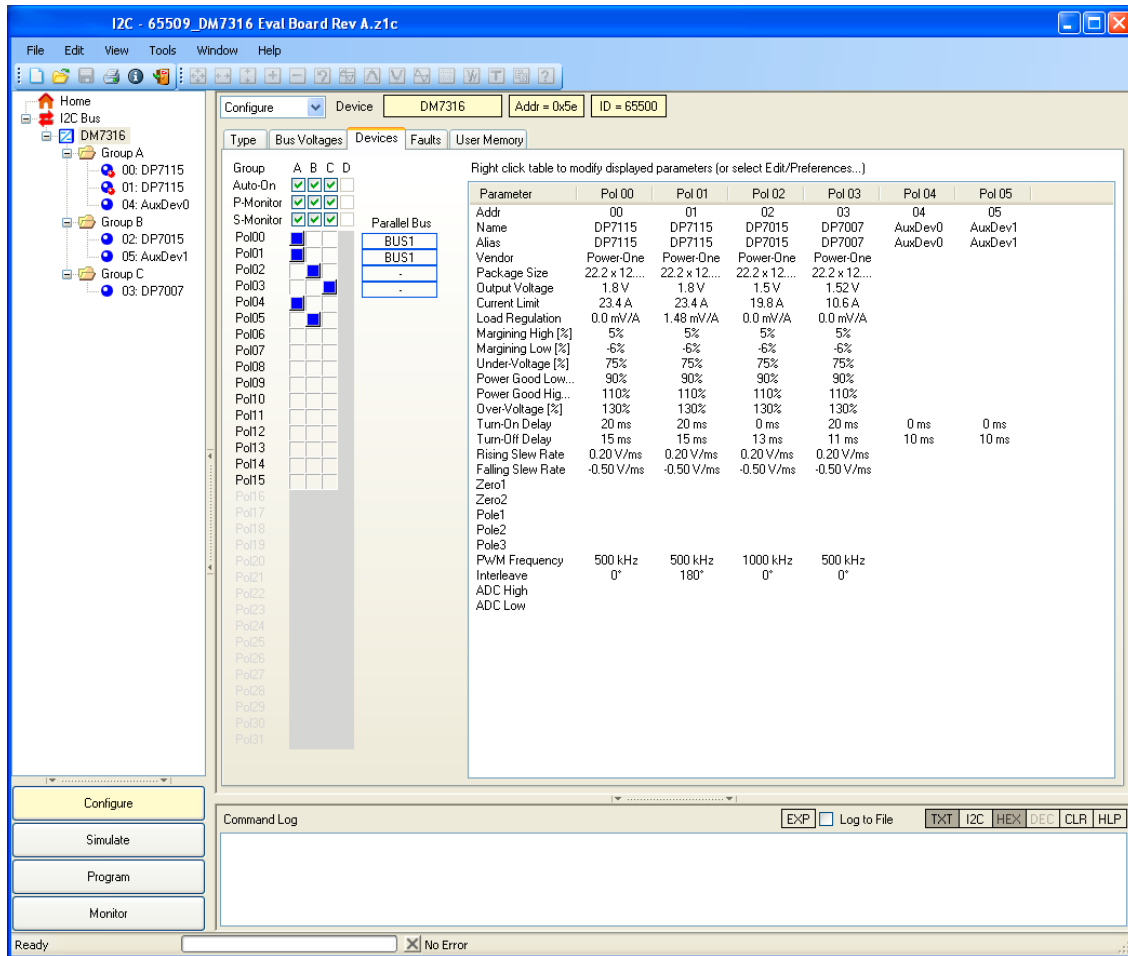 I2C - 65509_DM7316 Eval Board Rev A.z1c
File Edit View Tools Window Help
Home
I2C Bus
DM7316
Group A
00: DP7115
01: DP7115
04: AuxDev0
Group B
02: DP7015
05: AuxDev1
Group C
03: DP7007
Configure
Simulate
Program
Monitor
Configure Device DM7316 Addr = 0x5e ID = 65500
Type Bus Voltages Devices Faults User Memory
Group A B C D
Auto-On
P-Monitor
S-Monitor
Pol00
Pol01
Pol02
Pol03
Pol04
Pol05
Pol06
Pol07
Pol08
Pol09
Pol10
Pol11
Pol12
Pol13
Pol14
Pol15
Pol16
Pol17
Pol18
Pol19
Pol20
Pol21
Pol22
Pol23
Pol24
Pol25
Pol26
Pol27
Pol28
Pol29
Pol30
Pol31
Parallel Bus
BUS1
BUS1
-
-
Right click table to modify displayed parameters (or select Edit/Preferences...)
Parameter Pol 00 Pol 01 Pol 02 Pol 03 Pol 04 Pol 05
Addr 00 01 02 03 04 05
Name DP7115 DP7115 DP7015 DP7007 AuxDev0 AuxDev1
Alias DP7115 DP7115 DP7015 DP7007 AuxDev0 AuxDev1
Vendor Power-One Power-One Power-One Power-One
Package Size 22.2 x 12.... 22.2 x 12.... 22.2 x 12.... 22.2 x 12....
Output Voltage 1.8 V 1.8 V 1.5 V 1.52 V
Current Limit 23.4 A 23.4 A 19.8 A 10.6 A
Load Regulation 0.0 mV/A 1.48 mV/A 0.0 mV/A 0.0 mV/A
Margining High [%] 5% 5% 5% 5%
Margining Low [%] -6% -6% -6% -6%
Under-Voltage [%] 75% 75% 75% 75%
Power Good Low... 90% 90% 90% 90%
Power Good Hig... 110% 110% 110% 110%
Over-Voltage [%] 130% 130% 130% 130%
Turn-On Delay 20 ms 20 ms 0 ms 20 ms 0 ms 0 ms
Turn-Off Delay 15 ms 15 ms 13 ms 11 ms 10 ms 10 ms
Rising Slew Rate 0.20 V/ms 0.20 V/ms 0.20 V/ms 0.20 V/ms
Falling Slew Rate -0.50 V/ms -0.50 V/ms -0.50 V/ms -0.50 V/ms
Zero1
Zero2
Pole1
Pole2
Pole3
PWM Frequency 500 kHz 500 kHz 1000 kHz 500 kHz
Interleave 0° 180° 0° 0°
ADC High
ADC Low
Command Log EXP Log to File TXT I2C HEX DEC CLR HLP
Ready No Error